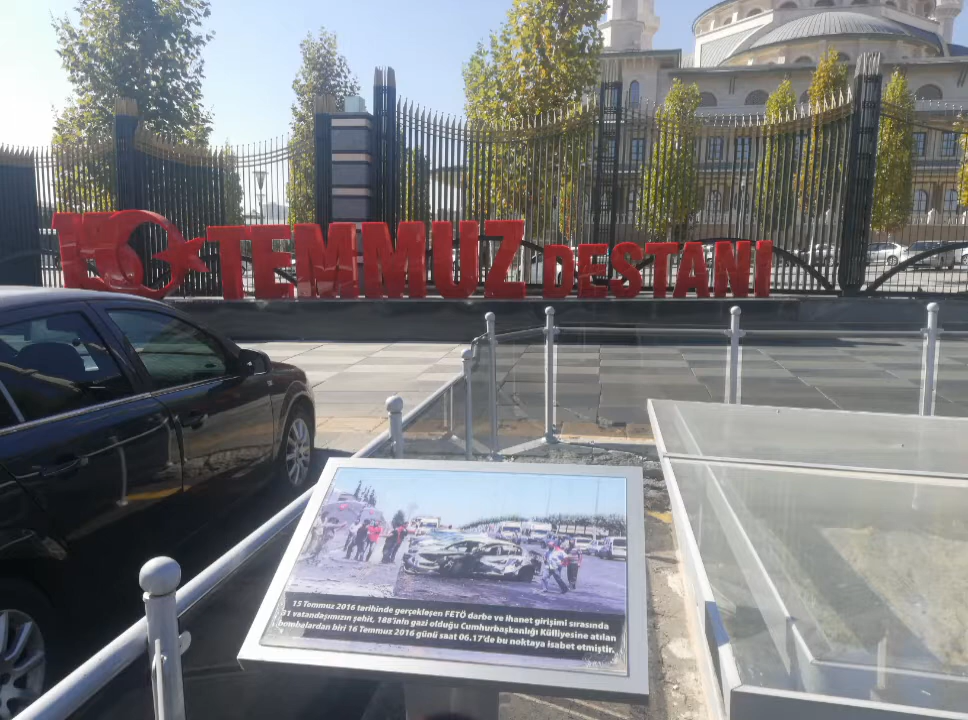 15 TEMMUZ DESTANI
15 Temmuz 2016 tarihinde gerçekleşen FETÖ darbe ve ihanet girişimi sırasında
31 vatandaşımızın şehit, 188'inin gazi olduğu Cumhurbaşkanlığı Külliyesine atılan
bombalardan biri 16 Temmuz 2016 günü saat 06.17'de bu noktaya isabet etmiştir.